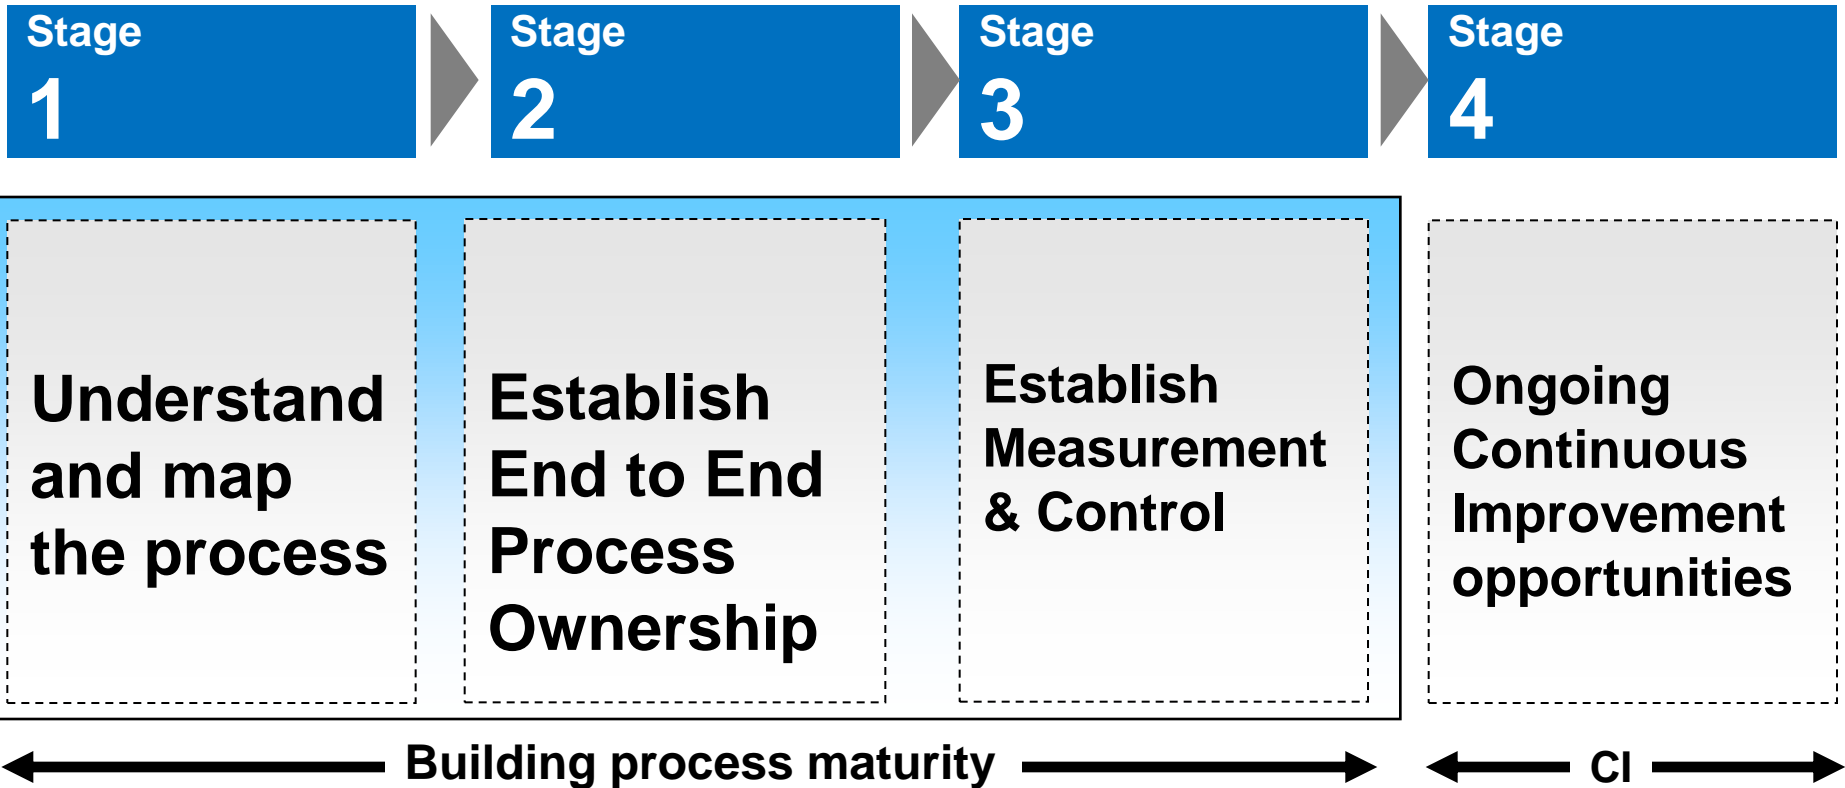 Stage
1
Stage
2
Stage
3
Stage
4
Understand
and map
the process
Establish
End to End
Process
Ownership
Establish
Measurement
& Control
Ongoing
Continuous
Improvement
opportunities
Building process maturity
CI